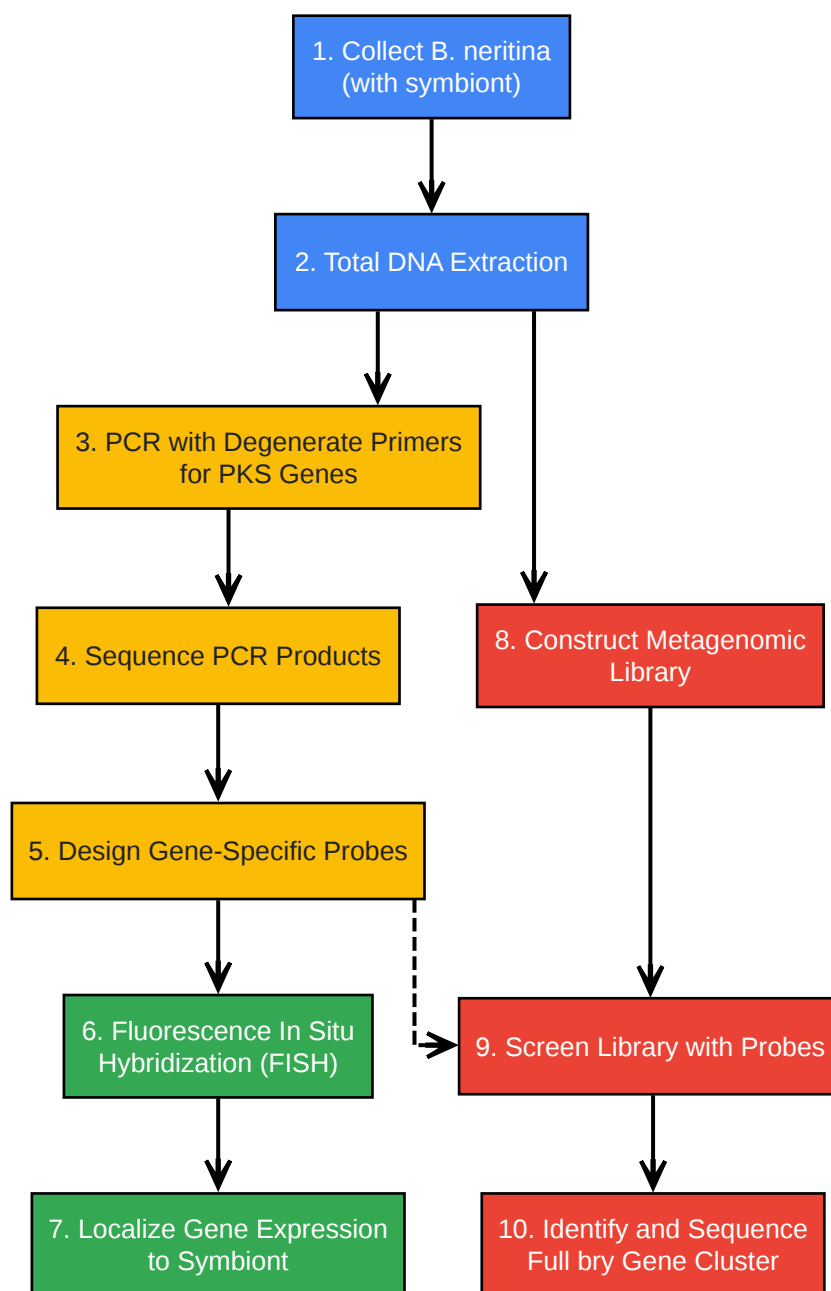 1. Collect B. neritina
(with symbiont)
2. Total DNA Extraction
3. PCR with Degenerate Primers
for PKS Genes
4. Sequence PCR Products
8. Construct Metagenomic
Library
5. Design Gene-Specific Probes
6. Fluorescence In Situ
Hybridization (FISH)
9. Screen Library with Probes
7. Localize Gene Expression
to Symbiont
10. Identify and Sequence
Full bry Gene Cluster